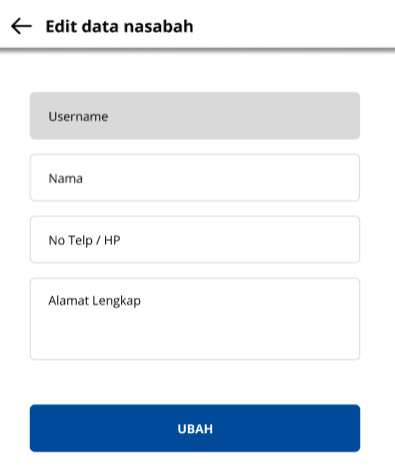 Edit data nasabah
Username
Nama
No Telp / HP
Alamat Lengkap
UBAH